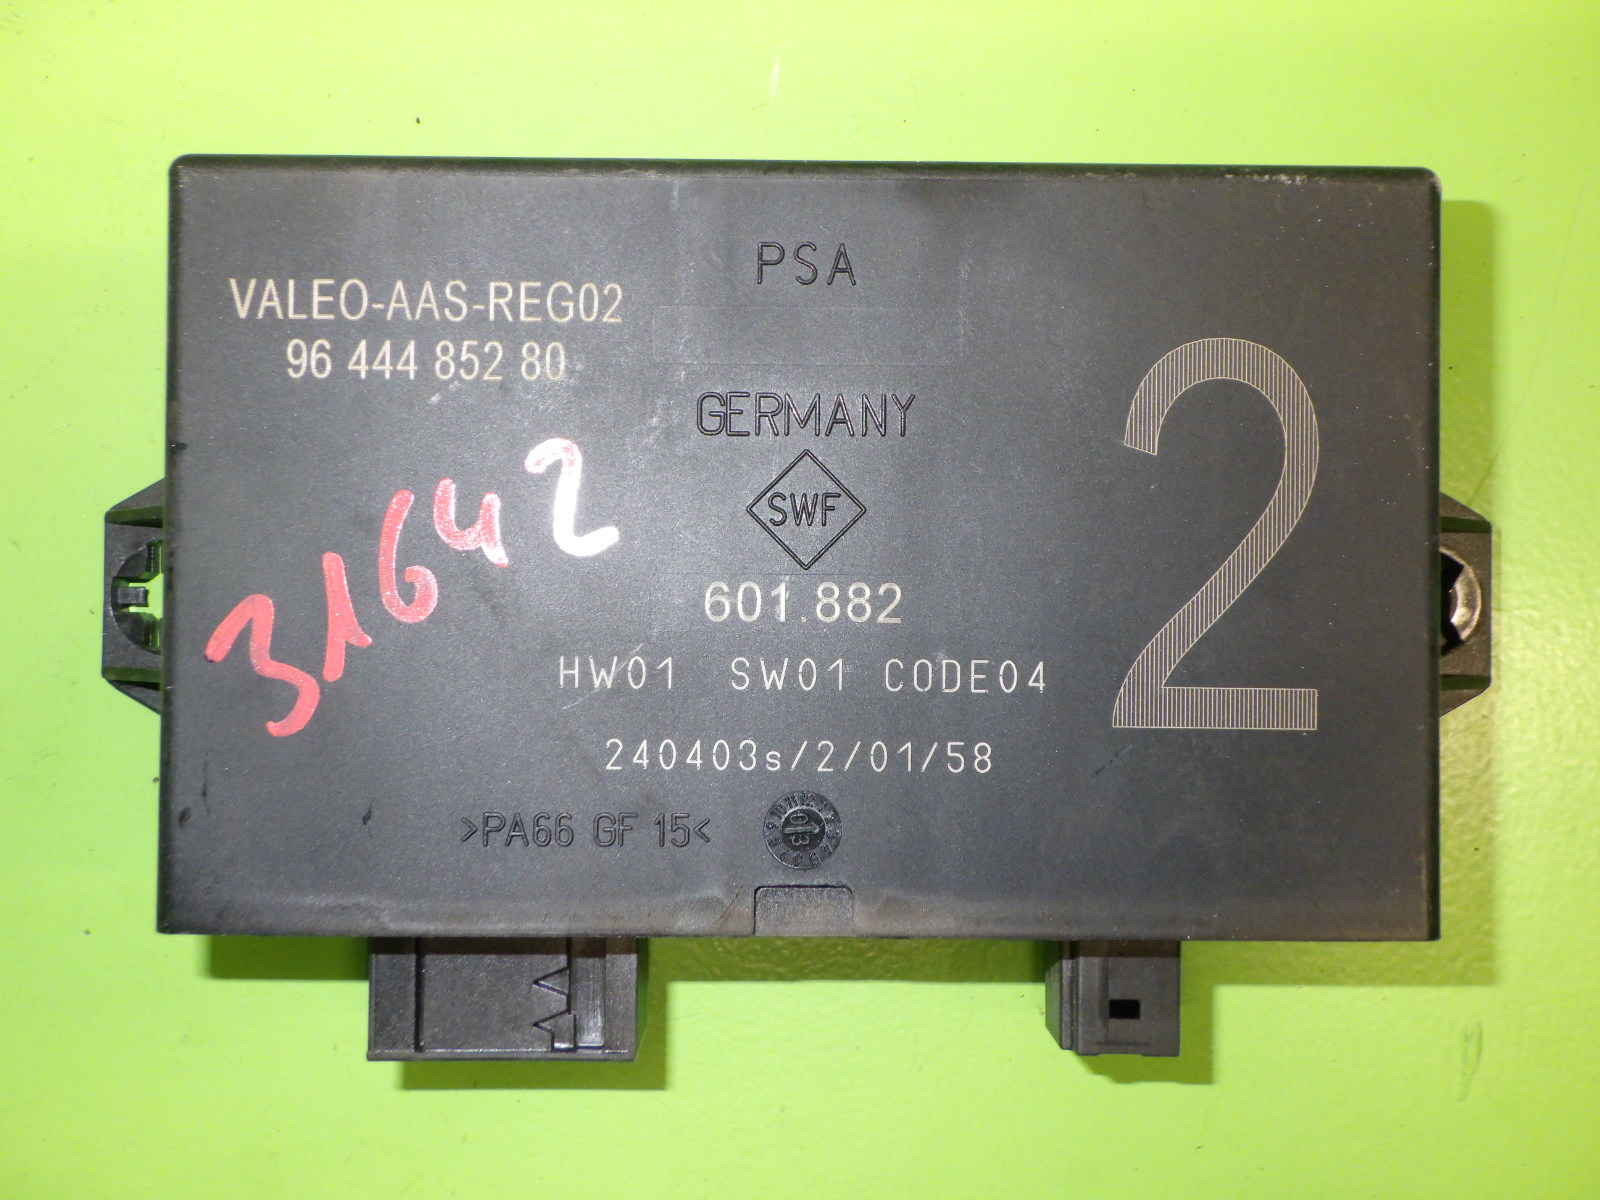 PSA
VALEO-AAS-REG02
96 444 852 80
GERMANY
SWF
2
31642
601.882
HW01 SW01 CODE04
240403s/2/01/58
>PA66 GF 15<